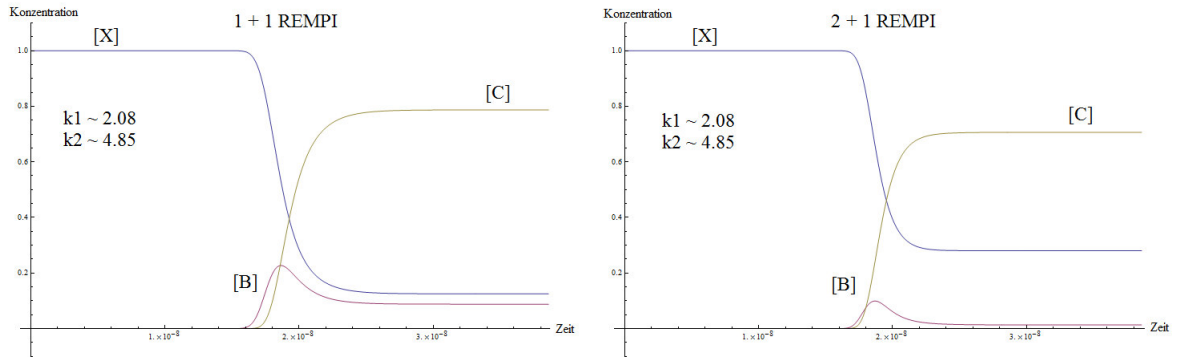 Konzentration
1 + 1 REMPI
[X]
1.0
0.8
0.6
0.4
0.2
k1 ~ 2.08
k2 ~ 4.85
[C]
[B]
1. × 10⁻⁸
2. × 10⁻⁸
3. × 10⁻⁸
Zeit
Konzentration
2 + 1 REMPI
[X]
1.0
0.8
0.6
0.4
0.2
k1 ~ 2.08
k2 ~ 4.85
[C]
[B]
1. × 10⁻⁸
2. × 10⁻⁸
3. × 10⁻⁸
Zeit